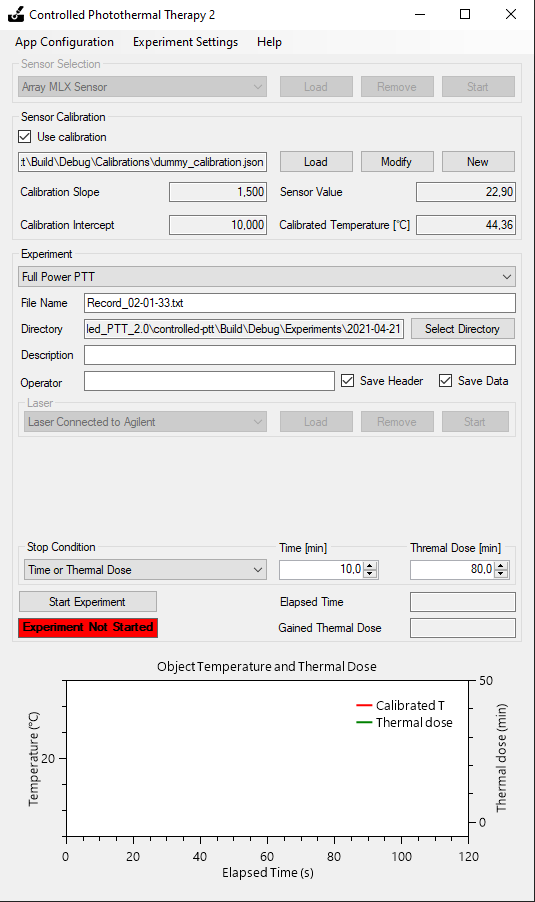 Controlled Photothermal Therapy 2
App Configuration Experiment Settings Help
Sensor Selection
Array MLX Sensor Load Remove Start
Sensor Calibration
Use calibration
:t\Build\Debug\Calibrations\dummy_calibration.json Load Modify New
Calibration Slope 1,500 Sensor Value 22,90
Calibration Intercept 10,000 Calibrated Temperature [°C] 44,36
Experiment
Full Power PTT
File Name Record_02-01-33.txt
Directory led_PTT_2.0\controlled-ptt\Build\Debug\Experiments\2021-04-21 Select Directory
Description
Operator Save Header Save Data
Laser
Laser Connected to Agilent Load Remove Start
Stop Condition Time [min] Thremal Dose [min]
Time or Thermal Dose 10,0 80,0
Start Experiment Elapsed Time
Experiment Not Started Gained Thermal Dose
Object Temperature and Thermal Dose
50
Calibrated T
Thermal dose
Temperature (°C)
20
Thermal dose (min)
0
0 20 40 60 80 100 120
Elapsed Time (s)